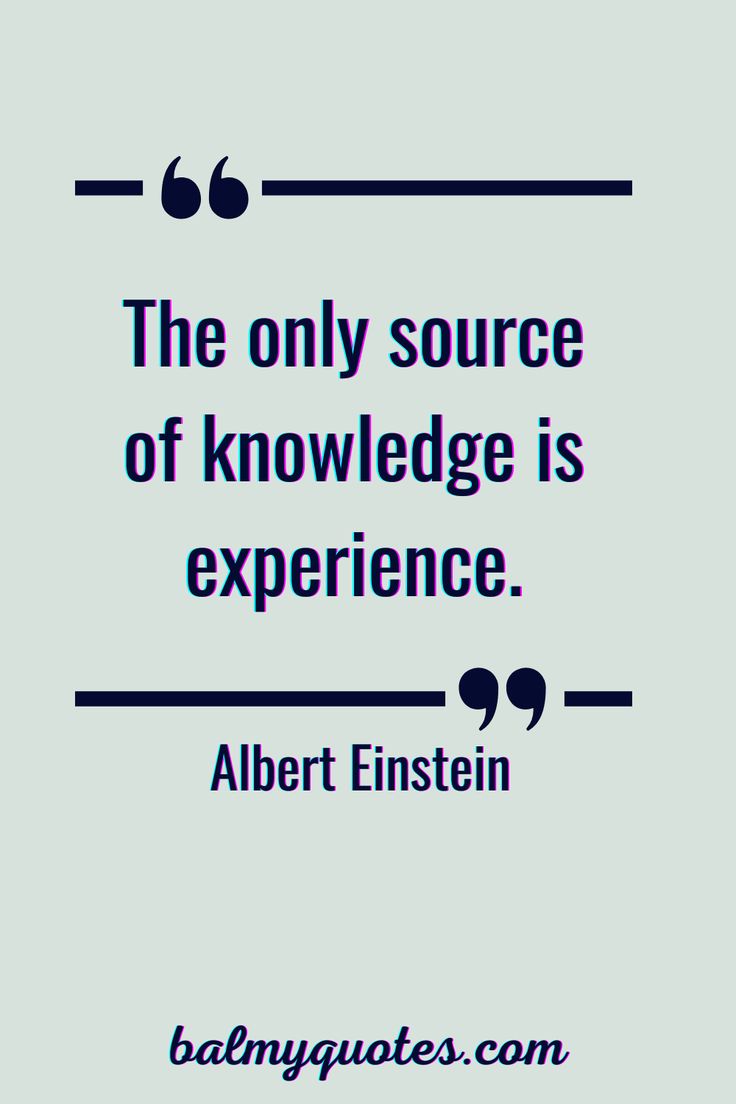 “
The only source
of knowledge is
experience.
”
Albert Einstein
balmyquotes.com